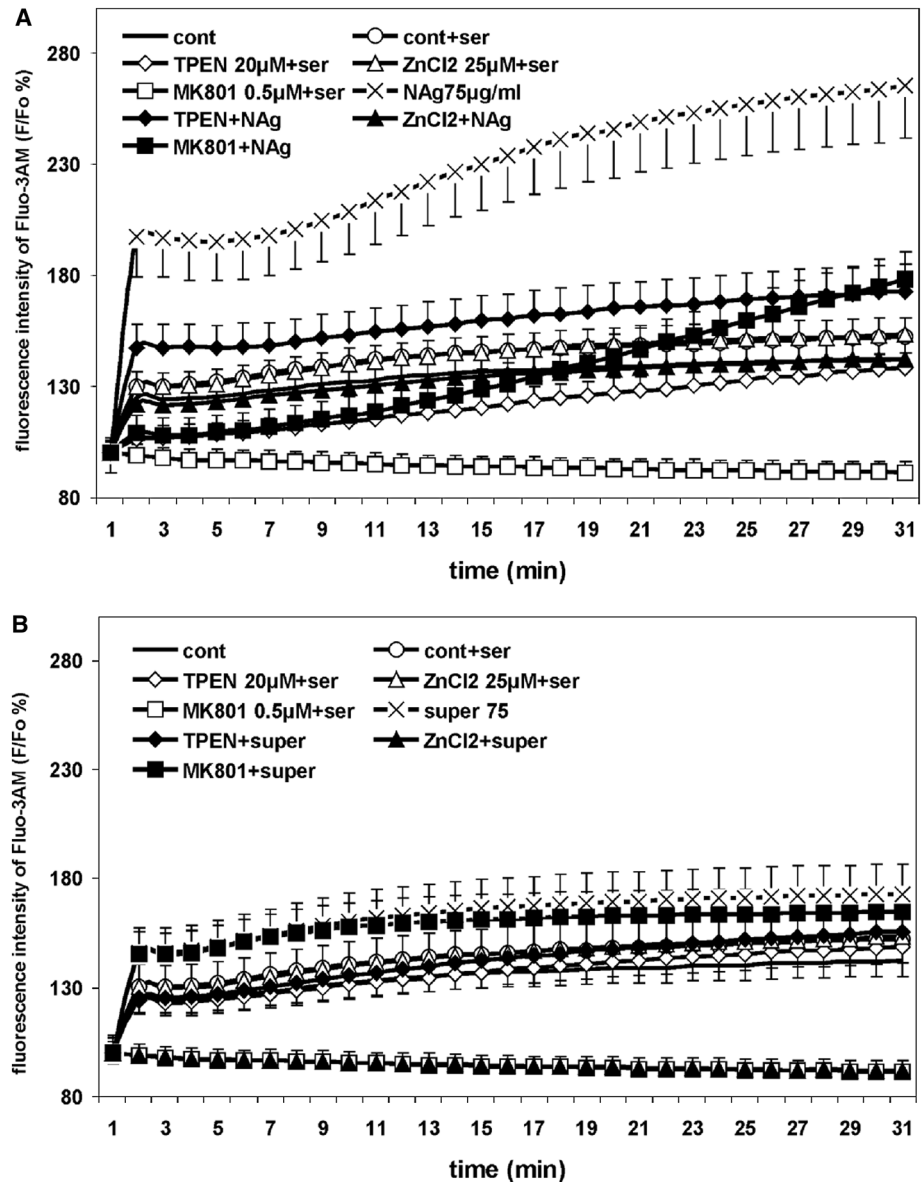 A
cont
cont+ser
TPEN 20µM+ser
ZnCl2 25µM+ser
MK801 0.5µM+ser
NAg75µg/ml
TPEN+NAg
ZnCl2+NAg
MK801+NAg
fluorescence intensity of Fluo-3AM (F/Fo %)
280
230
180
130
80
1 3 5 7 9 11 13 15 17 19 21 23 25 27 29 31
time (min)
B
cont
cont+ser
TPEN 20µM+ser
ZnCl2 25µM+ser
MK801 0.5µM+ser
super 75
TPEN+super
ZnCl2+super
MK801+super
fluorescence intensity of Fluo-3AM (F/Fo %)
280
230
180
130
80
1 3 5 7 9 11 13 15 17 19 21 23 25 27 29 31
time (min)